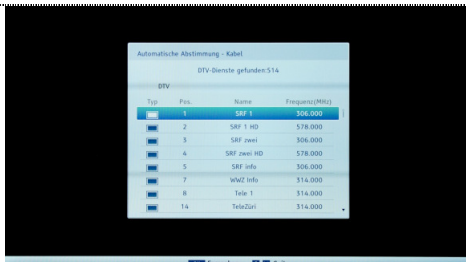 Automatische Abstimmung - Kabel
DTV-Dienste gefunden:514
DTV
Typ Pos. Name Frequenz(MHz)
1 SRF 1 306.000
2 SRF 1 HD 578.000
3 SRF zwei 306.000
4 SRF zwei HD 578.000
5 SRF info 306.000
7 WWZ Info 314.000
8 Tele 1 314.000
14 TeleZüri 314.000